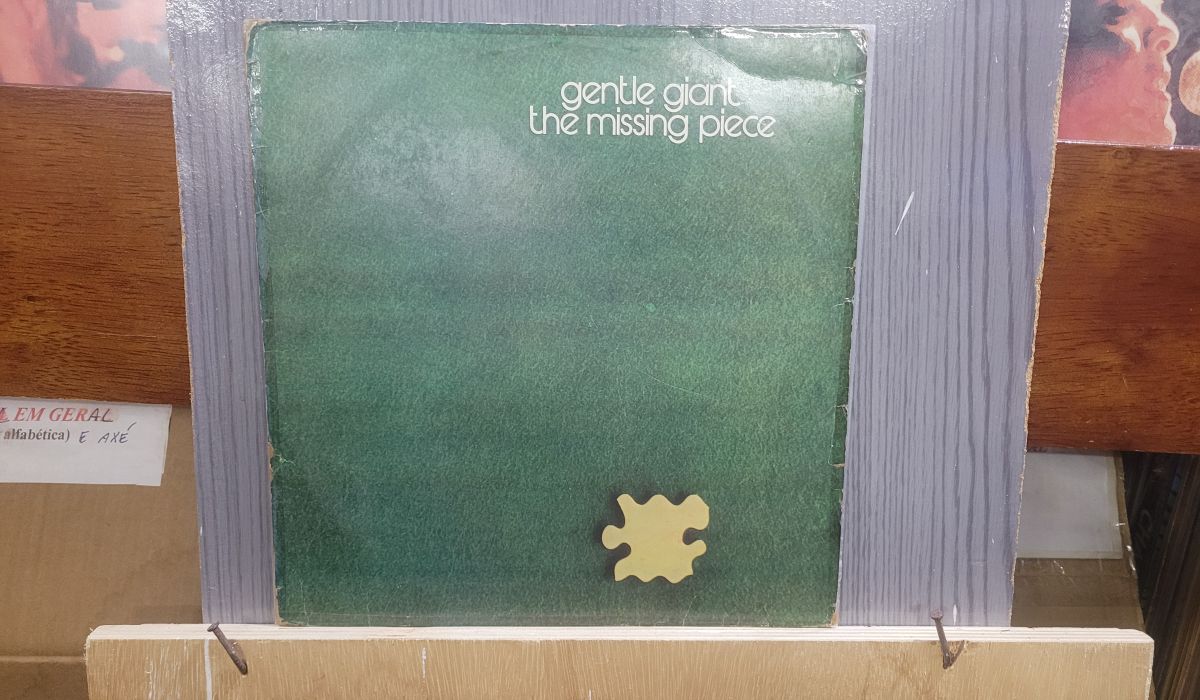 gentle giant
the missing piece
EM GERAL
alfabética) E AXÉ